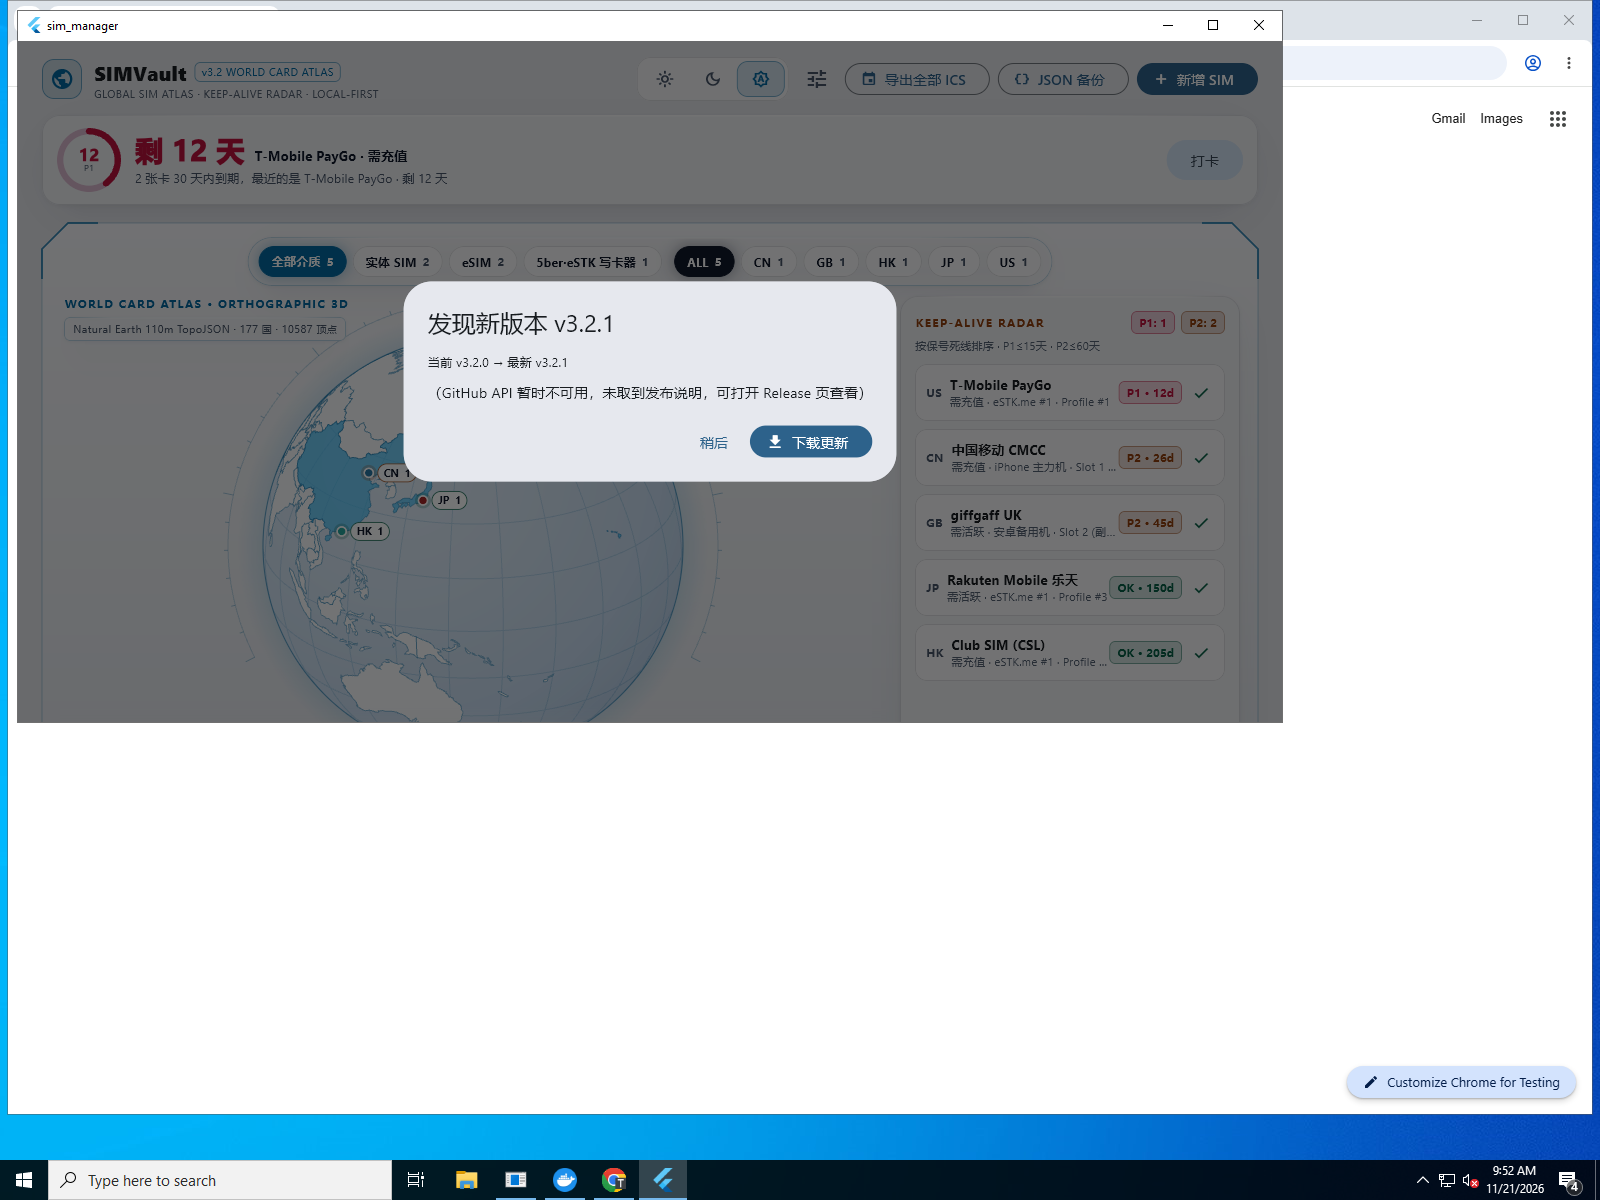 sim_manager
SIMVault
v3.2 WORLD CARD ATLAS
GLOBAL SIM ATLAS · KEEP-ALIVE RADAR · LOCAL-FIRST
导出全部 ICS
JSON 备份
新增 SIM
Gmail
Images
12
P1
剩 12 天
T-Mobile PayGo · 需充值
2 张卡 30 天内到期，最近的是 T-Mobile PayGo · 剩 12 天
打卡
全部介质 5
实体 SIM 2
eSIM 2
5ber·eSTK 写卡器 1
ALL 5
CN 1
GB 1
HK 1
JP 1
US 1
WORLD CARD ATLAS • ORTHOGRAPHIC 3D
Natural Earth 110m TopoJSON · 177 国 · 10587 顶点
CN 1
JP 1
HK 1
发现新版本 v3.2.1
当前 v3.2.0 → 最新 v3.2.1
（GitHub API 暂时不可用，未取到发布说明，可打开 Release 页查看）
稍后
下载更新
KEEP-ALIVE RADAR
P1: 1
P2: 2
按保号死线排序 · P1≤15天 · P2≤60天
US
T-Mobile PayGo
需充值 · eSTK.me #1 · Profile #1
P1 • 12d
CN
中国移动 CMCC
需充值 · iPhone 主力机 · Slot 1 ...
P2 • 26d
GB
giffgaff UK
需活跃 · 安卓备用机 · Slot 2 (副...
P2 • 45d
JP
Rakuten Mobile 乐天
需活跃 · eSTK.me #1 · Profile #3
OK • 150d
HK
Club SIM (CSL)
需充值 · eSTK.me #1 · Profile ...
OK • 205d
Customize Chrome for Testing
Type here to search
9:52 AM
11/21/2026
4